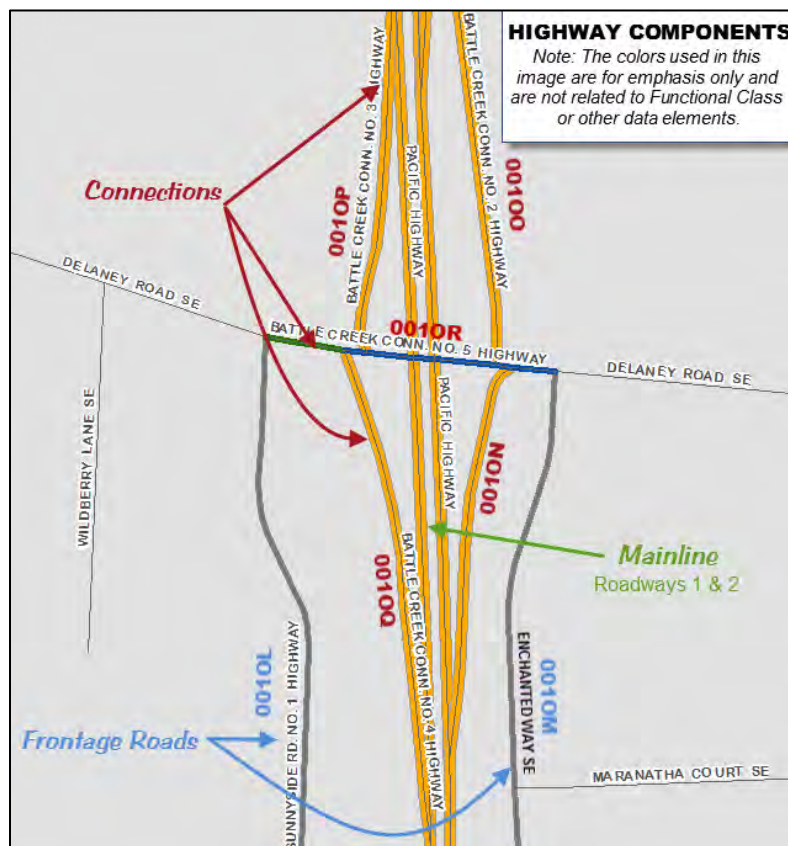 HIGHWAY COMPONENTS
Note: The colors used in this
image are for emphasis only and
are not related to Functional Class
or other data elements.
BATTLE CREEK CONN. NO. 3 HIGHWAY
PACIFIC HIGHWAY
BATTLE CREEK CONN. NO. 2 HIGHWAY
001OO
Connections
001OP
DELANEY ROAD SE
BATTLE CREEK CONN. NO. 5 HIGHWAY
001OR
DELANEY ROAD SE
WILDBERRY LANE SE
PACIFIC HIGHWAY
001ON
Mainline
Roadways 1 & 2
001OQ
BATTLE CREEK CONN. NO. 4 HIGHWAY
001OL
SUNNYSIDE RD. NO. 1 HIGHWAY
ENCHANTED WAY SE
001OM
Frontage Roads
MARANATHA COURT SE